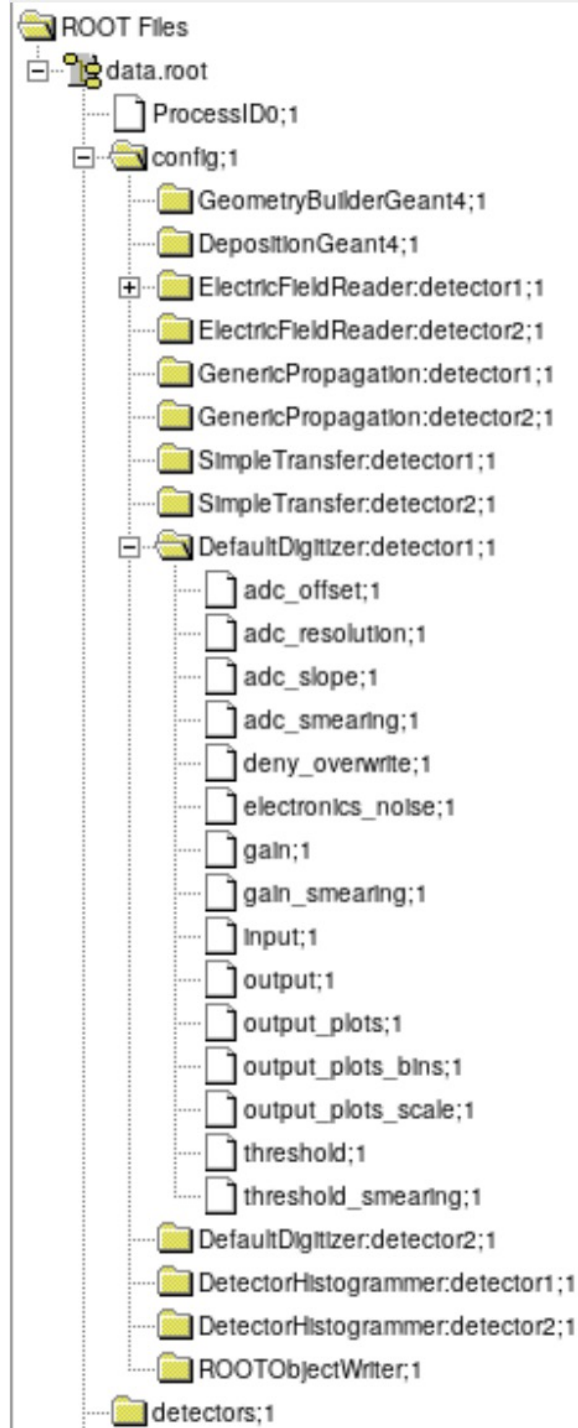 ROOT Files
data.root
ProcessID0;1
config;1
GeometryBuilderGeant4;1
DepositionGeant4;1
ElectricFieldReader:detector1;1
ElectricFieldReader:detector2;1
GenericPropagation:detector1;1
GenericPropagation:detector2;1
SimpleTransfer:detector1;1
SimpleTransfer:detector2;1
DefaultDigitizer:detector1;1
adc_offset;1
adc_resolution;1
adc_slope;1
adc_smearing;1
deny_overwrite;1
electronics_noise;1
gain;1
gain_smearing;1
input;1
output;1
output_plots;1
output_plots_bins;1
output_plots_scale;1
threshold;1
threshold_smearing;1
DefaultDigitizer:detector2;1
DetectorHistogrammer:detector1;1
DetectorHistogrammer:detector2;1
ROOTObjectWriter;1
detectors;1